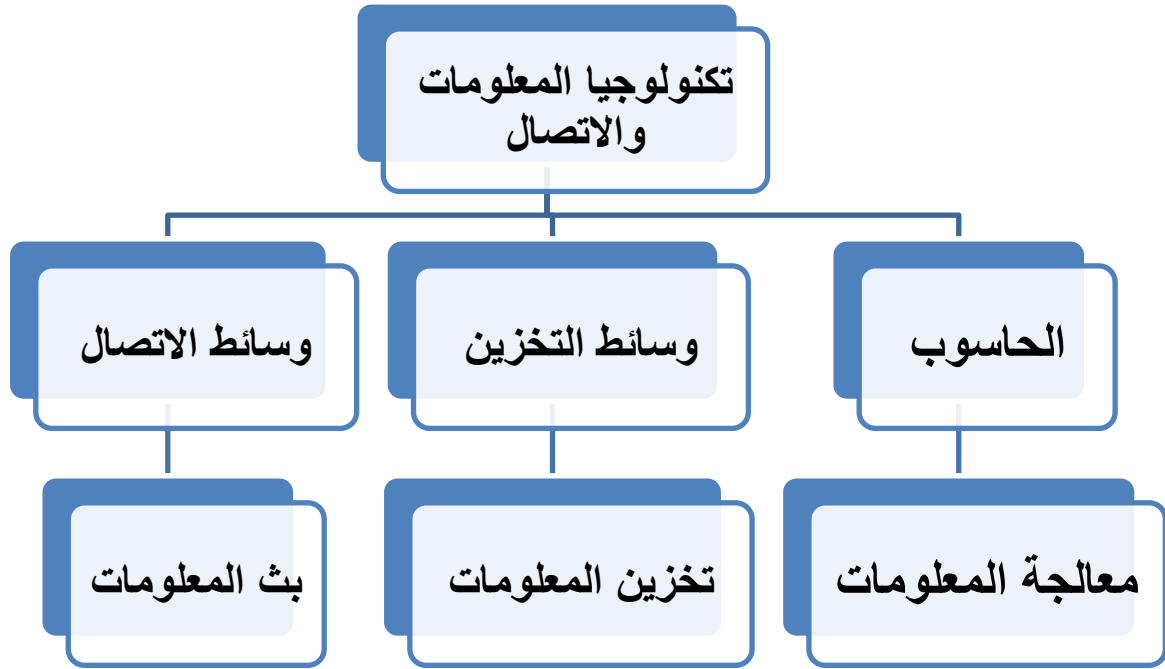 تكنولوجيا المعلومات
والاتصال
الحاسوب
وسائط التخزين
وسائط الاتصال
معالجة المعلومات
تخزين المعلومات
بث المعلومات